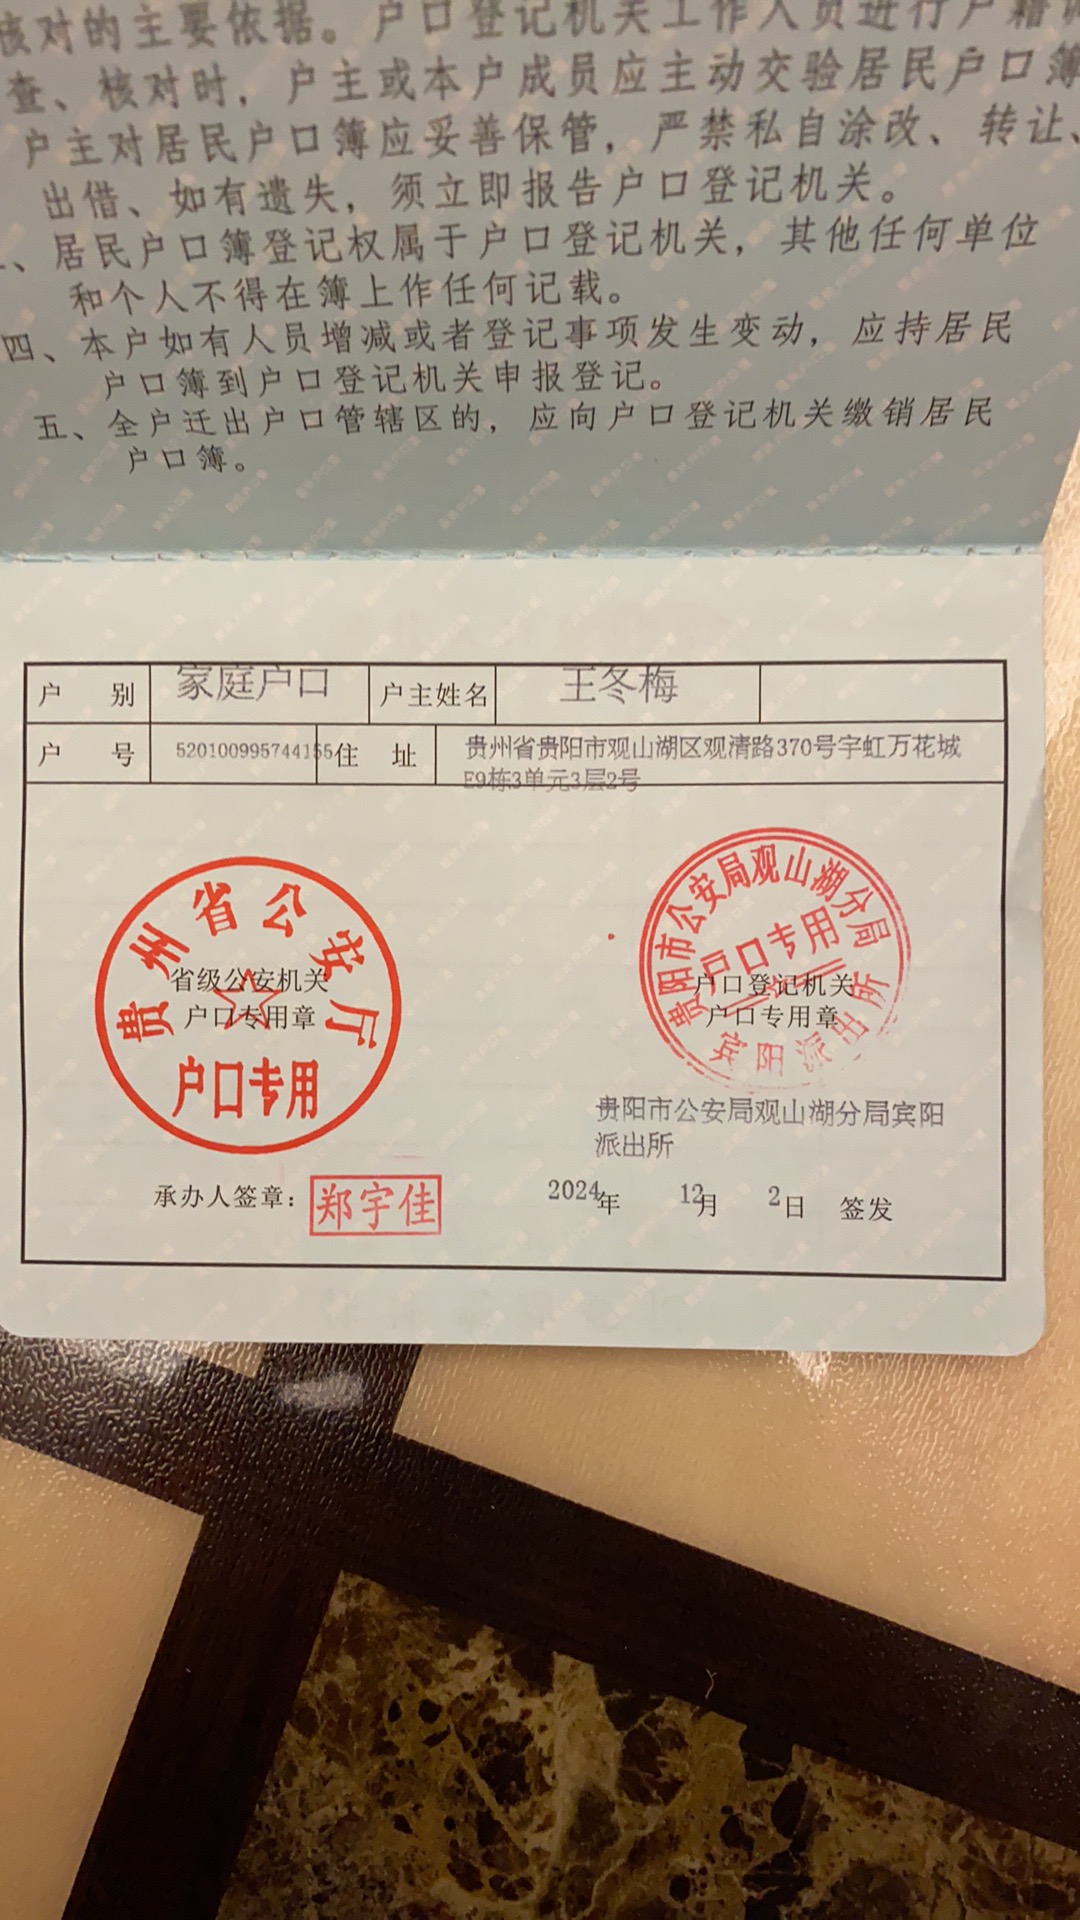 核对的主要依据。户口登记机关工作人员进行户籍
查、核对时，户主或本户成员应主动交验居民户口簿
户主对居民户口簿应妥善保管，严禁私自涂改、转让、
出借、如有遗失，须立即报告户口登记机关。
、居民户口簿登记权属于户口登记机关，其他任何单位
和个人不得在簿上作任何记载。
四、本户如有人员增减或者登记事项发生变动，应持居民
户口簿到户口登记机关申报登记。
五、全户迁出户口管辖区的，应向户口登记机关缴销居民
户口簿。
户 别 家庭户口 户主姓名 王冬梅
户 号 520100995744155 住 址 贵州省贵阳市观山湖区观清路370号宇虹万花城
E9栋3单元3层2号
贵州省公安厅
省级公安机关
户口专用章
户口专用
贵阳市公安局观山湖分局
户口专用
户口登记机关
户口专用章
宾阳派出所
贵阳市公安局观山湖分局宾阳
派出所
承办人签章： 郑宇佳 2024年 12月 2日 签发